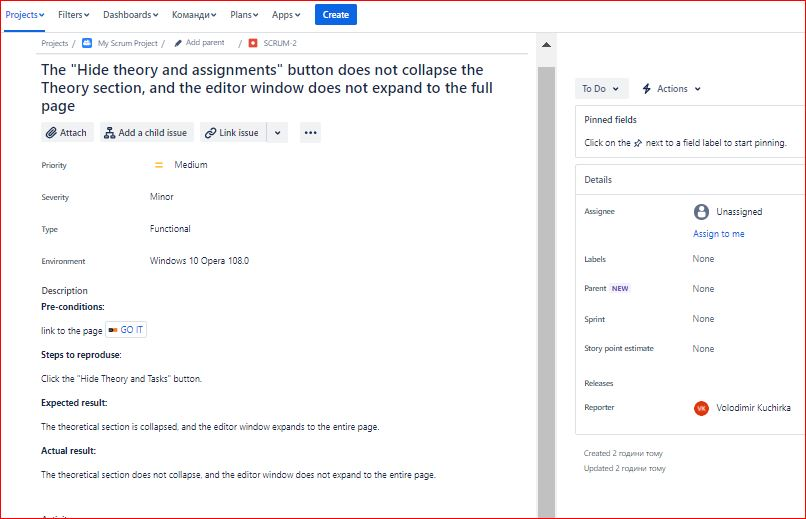 Projects Filters Dashboards Команди Plans Apps Create
Projects / My Scrum Project / Add parent / SCRUM-2
The "Hide theory and assignments" button does not collapse the
Theory section, and the editor window does not expand to the full
page
Attach Add a child issue Link issue
Priority Medium
Severity Minor
Type Functional
Environment Windows 10 Opera 108.0
Description
Pre-conditions:
link to the page GO IT
Steps to reproduse:
Click the "Hide Theory and Tasks" button.
Expected result:
The theoretical section is collapsed, and the editor window expands to the entire page.
Actual result:
The theoretical section does not collapse, and the editor window does not expand to the entire page.
To Do Actions
Pinned fields
Click on the next to a field label to start pinning.
Details
Assignee Unassigned
Assign to me
Labels None
Parent NEW None
Sprint None
Story point estimate None
Releases
Reporter VK Volodimir Kuchirka
Created 2 години тому
Updated 2 години тому